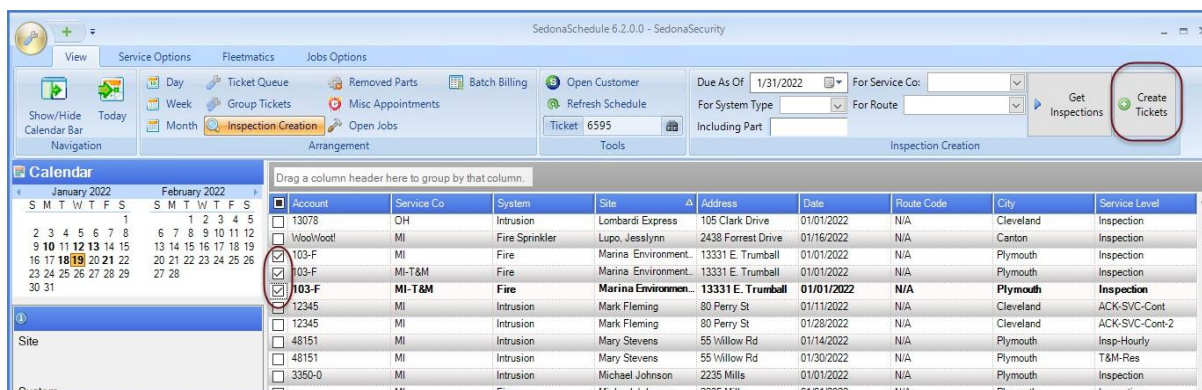 SedonaSchedule 6.2.0.0 - SedonaSecurity
View Service Options Fleetmatics Jobs Options
Show/Hide Calendar Bar
Today
Navigation
Day
Week
Month
Ticket Queue
Group Tickets
Inspection Creation
Removed Parts
Misc Appointments
Open Jobs
Batch Billing
Arrangement
Open Customer
Refresh Schedule
Ticket 6595
Tools
Due As Of 1/31/2022 For Service Co:
For System Type For Route
Including Part
Get Inspections
Create Tickets
Inspection Creation
Calendar
January 2022
S M T W T F S
1
2 3 4 5 6 7 8
9 10 11 12 13 14 15
16 17 18 19 20 21 22
23 24 25 26 27 28 29
30 31
February 2022
S M T W T F S
1 2 3 4 5
6 7 8 9 10 11 12
13 14 15 16 17 18 19
20 21 22 23 24 25 26
27 28
Site
Drag a column header here to group by that column.
Account Service Co System Site Address Date Route Code City Service Level
13078 OH Intrusion Lombardi Express 105 Clark Drive 01/01/2022 N/A Cleveland Inspection
WooWoot! MI Fire Sprinkler Lupo, Jesslynn 2438 Forrest Drive 01/16/2022 N/A Canton Inspection
103-F MI Fire Marina Environment... 13331 E. Trumball 01/01/2022 N/A Plymouth Inspection
103-F MI-T&M Fire Marina Environment... 13331 E. Trumball 01/01/2022 N/A Plymouth Inspection
103-F MI-T&M Fire Marina Environmen... 13331 E. Trumball 01/01/2022 N/A Plymouth Inspection
12345 MI Intrusion Mark Fleming 80 Perry St 01/11/2022 N/A Cleveland ACK-SVC-Cont
12345 MI Intrusion Mark Fleming 80 Perry St 01/28/2022 N/A Cleveland ACK-SVC-Cont-2
48151 MI Intrusion Mary Stevens 55 Willow Rd 01/14/2022 N/A Plymouth Insp-Hourly
48151 MI Intrusion Mary Stevens 55 Willow Rd 01/30/2022 N/A Plymouth T&M-Res
3350-0 MI Intrusion Michael Johnson 2235 Mills 01/01/2022 N/A Plymouth Inspection